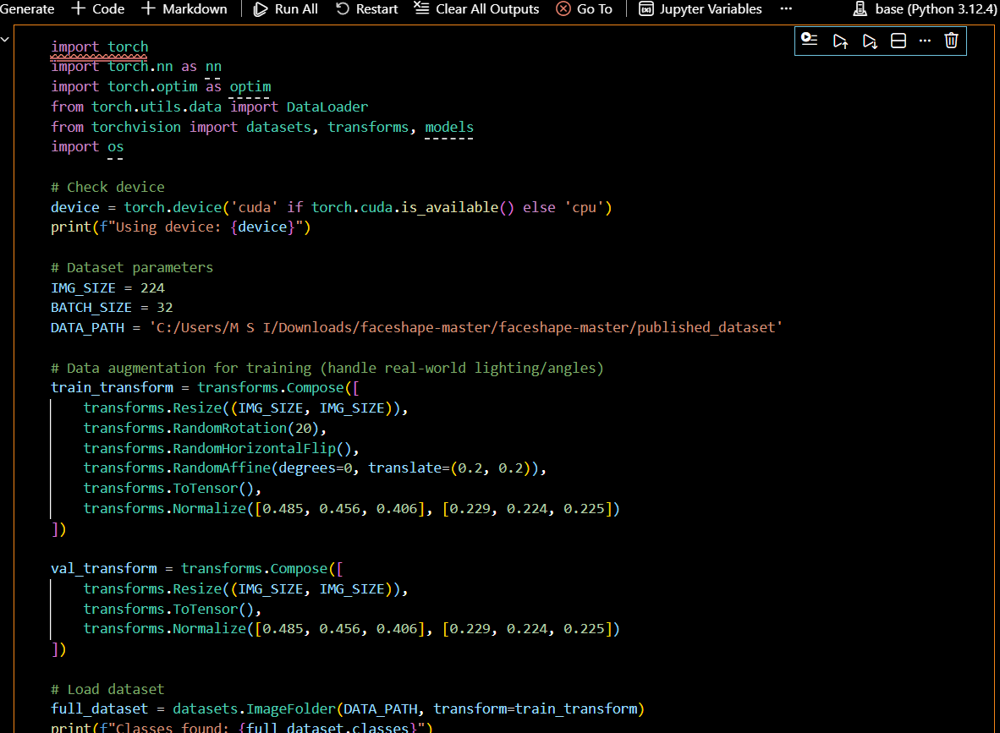 Generate + Code + Markdown Run All Restart Clear All Outputs Go To Jupyter Variables ... base (Python 3.12.4)
import torch
import torch.nn as nn
import torch.optim as optim
from torch.utils.data import DataLoader
from torchvision import datasets, transforms, models
import os
# Check device
device = torch.device('cuda' if torch.cuda.is_available() else 'cpu')
print(f"Using device: {device}")
# Dataset parameters
IMG_SIZE = 224
BATCH_SIZE = 32
DATA_PATH = 'C:/Users/M S I/Downloads/faceshape-master/faceshape-master/published_dataset'
# Data augmentation for training (handle real-world lighting/angles)
train_transform = transforms.Compose([
    transforms.Resize((IMG_SIZE, IMG_SIZE)),
    transforms.RandomRotation(20),
    transforms.RandomHorizontalFlip(),
    transforms.RandomAffine(degrees=0, translate=(0.2, 0.2)),
    transforms.ToTensor(),
    transforms.Normalize([0.485, 0.456, 0.406], [0.229, 0.224, 0.225])
])
val_transform = transforms.Compose([
    transforms.Resize((IMG_SIZE, IMG_SIZE)),
    transforms.ToTensor(),
    transforms.Normalize([0.485, 0.456, 0.406], [0.229, 0.224, 0.225])
])
# Load dataset
full_dataset = datasets.ImageFolder(DATA_PATH, transform=train_transform)
print(f"Classes found: {full_dataset.classes}")